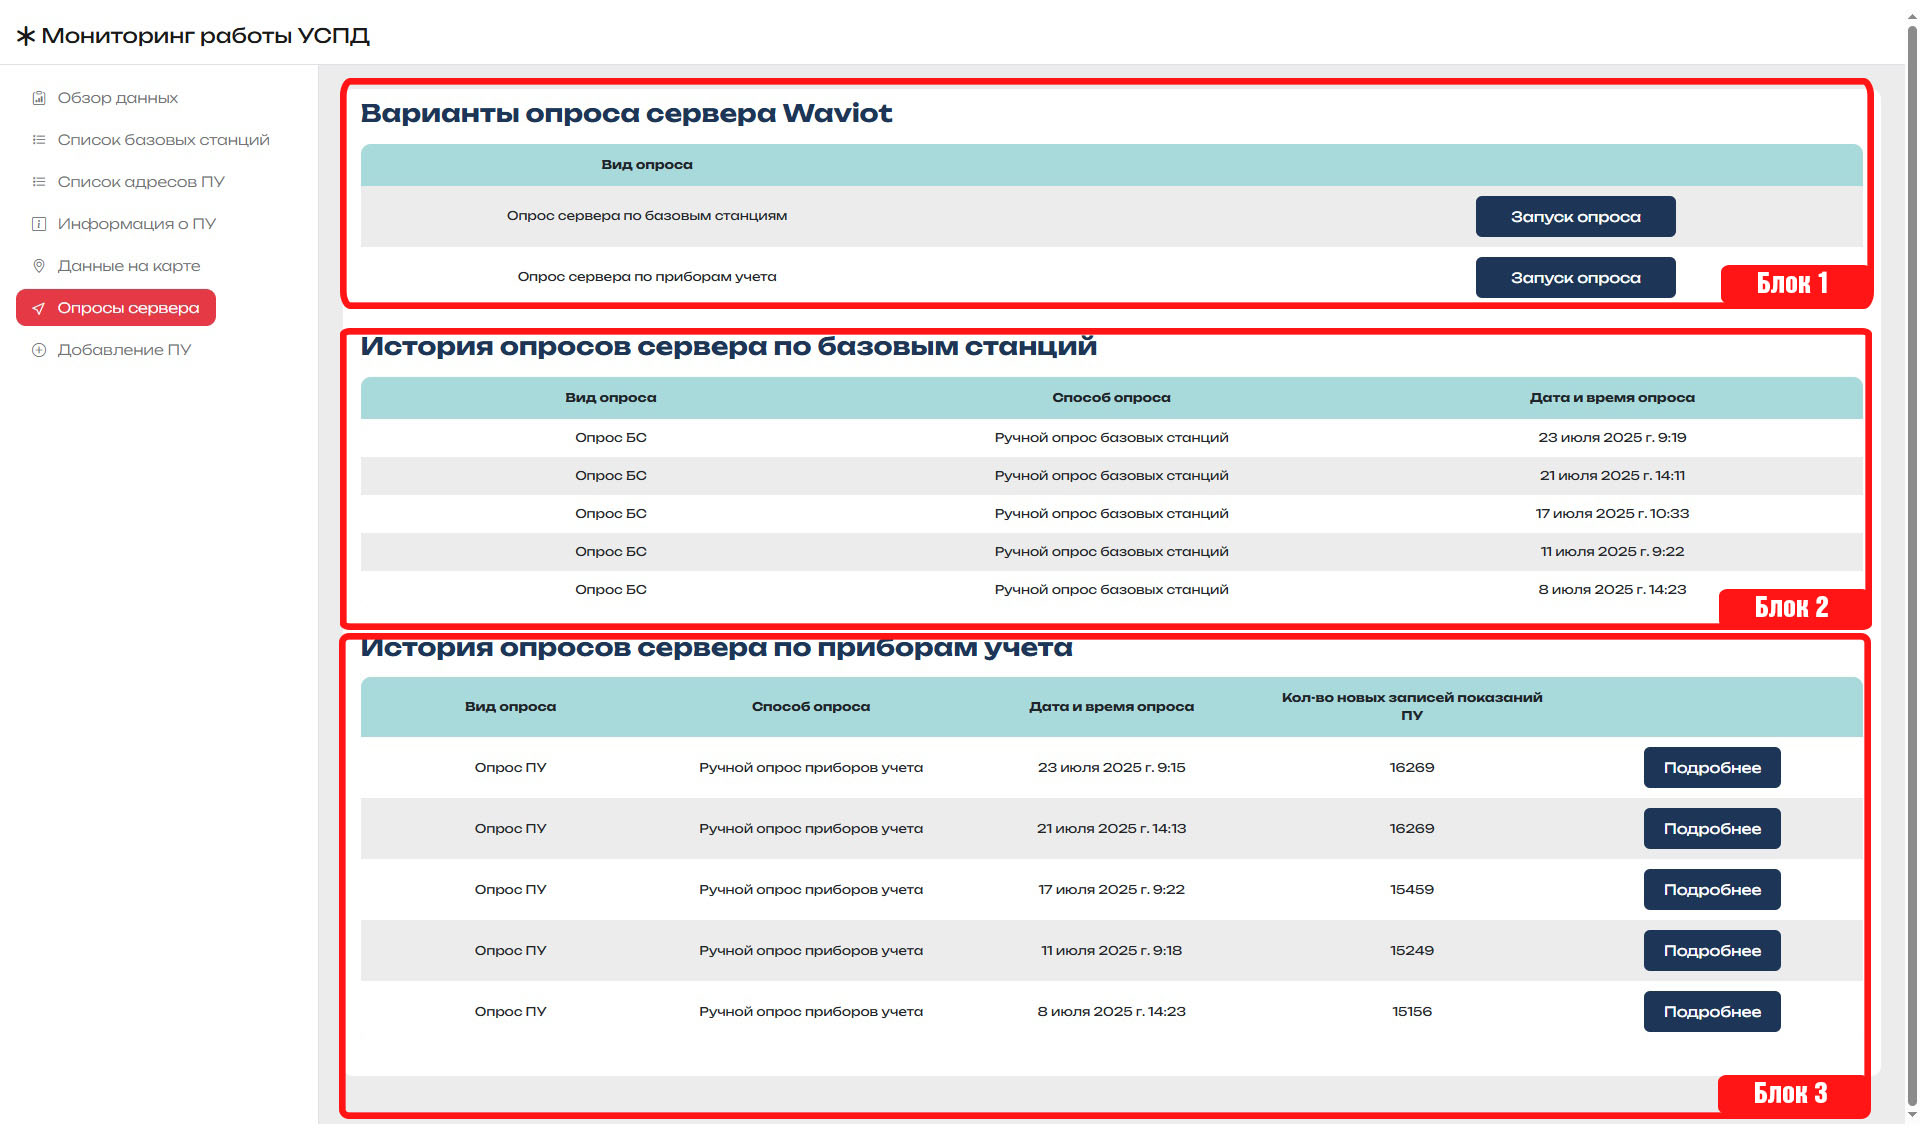 Мониторинг работы УСПД
Обзор данных
Список базовых станций
Список адресов ПУ
Информация о ПУ
Данные на карте
Опросы сервера
Добавление ПУ
Варианты опроса сервера Waviot
Вид опроса
Опрос сервера по базовым станциям Запуск опроса
Опрос сервера по приборам учета Запуск опроса
Блок 1
История опросов сервера по базовым станций
Вид опроса Способ опроса Дата и время опроса
Опрос БС Ручной опрос базовых станций 23 июля 2025 г. 9:19
Опрос БС Ручной опрос базовых станций 21 июля 2025 г. 14:11
Опрос БС Ручной опрос базовых станций 17 июля 2025 г. 10:33
Опрос БС Ручной опрос базовых станций 11 июля 2025 г. 9:22
Опрос БС Ручной опрос базовых станций 8 июля 2025 г. 14:23
Блок 2
История опросов сервера по приборам учета
Вид опроса Способ опроса Дата и время опроса Кол-во новых записей показаний
ПУ
Опрос ПУ Ручной опрос приборов учета 23 июля 2025 г. 9:15 16269 Подробнее
Опрос ПУ Ручной опрос приборов учета 21 июля 2025 г. 14:13 16269 Подробнее
Опрос ПУ Ручной опрос приборов учета 17 июля 2025 г. 9:22 15459 Подробнее
Опрос ПУ Ручной опрос приборов учета 11 июля 2025 г. 9:18 15249 Подробнее
Опрос ПУ Ручной опрос приборов учета 8 июля 2025 г. 14:23 15156 Подробнее
Блок 3